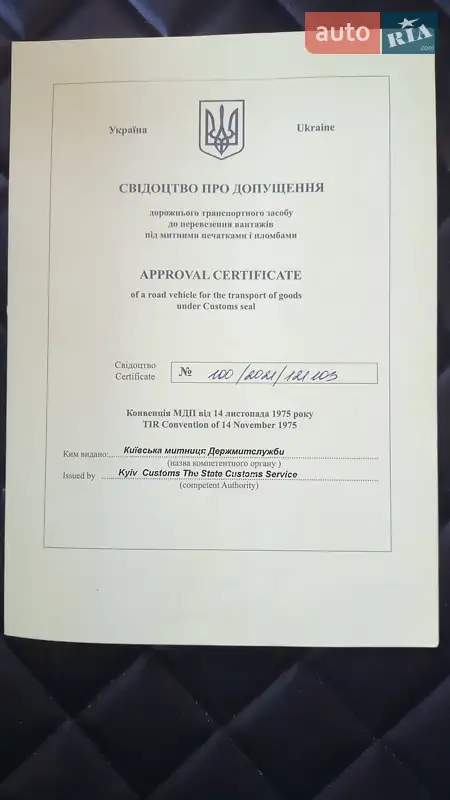 auto RIA.com
Україна Ukraine
СВІДОЦТВО ПРО ДОПУЩЕННЯ
дорожнього транспортного засобу
до перевезення вантажів
під митними печатками і пломбами
APPROVAL CERTIFICATE
of a road vehicle for the transport of goods
under Customs seal
Свідоцтво
Certificate № 100/2021/121103
Конвенція МДП від 14 листопада 1975 року
TIR Convention of 14 November 1975
Ким видано: Київська митниця Держмитслужби
(назва компетентного органу )
Issued by Kyiv Customs The State Customs Service
(competent Authority)